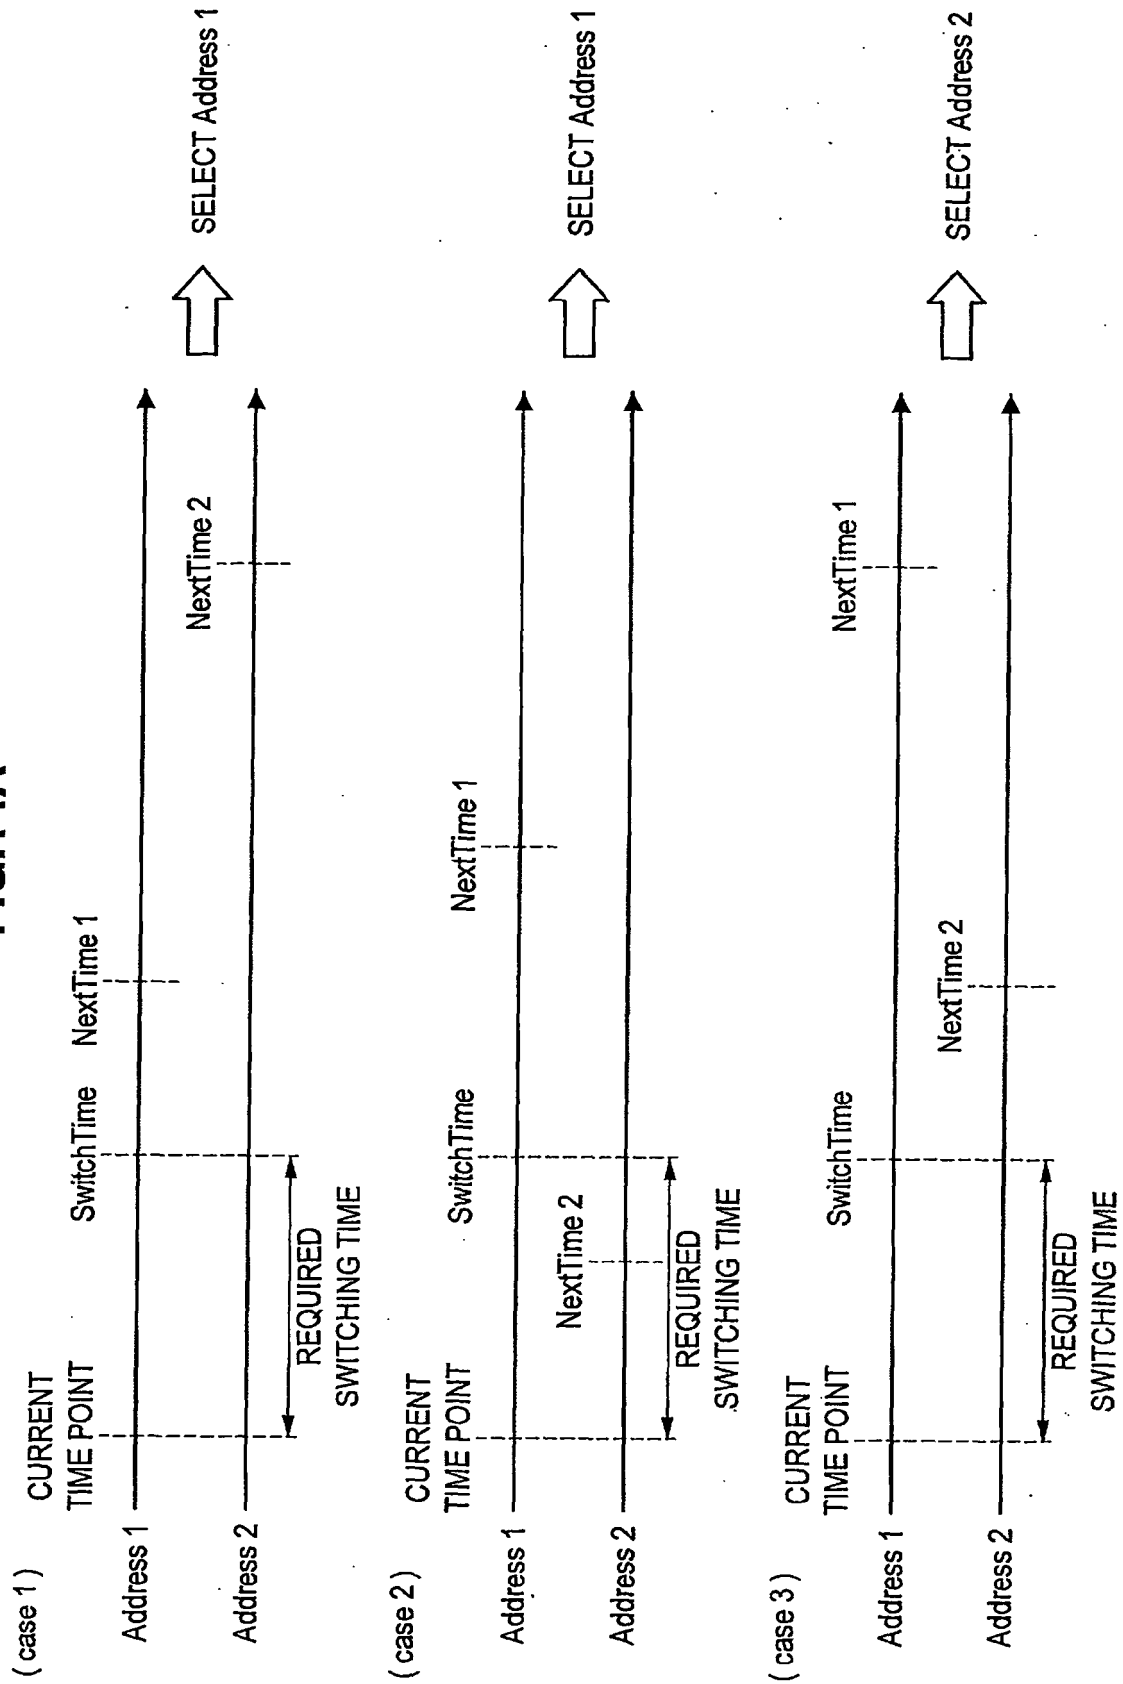 ( case 1 )
CURRENT
TIME POINT
SwitchTime
NextTime 1
Address 1
NextTime 2
Address 2
REQUIRED
SWITCHING TIME
SELECT Address 1
( case 2 )
CURRENT
TIME POINT
SwitchTime
NextTime 1
Address 1
NextTime 2
Address 2
REQUIRED
SWITCHING TIME
SELECT Address 1
( case 3 )
CURRENT
TIME POINT
SwitchTime
NextTime 1
Address 1
NextTime 2
Address 2
REQUIRED
SWITCHING TIME
SELECT Address 2